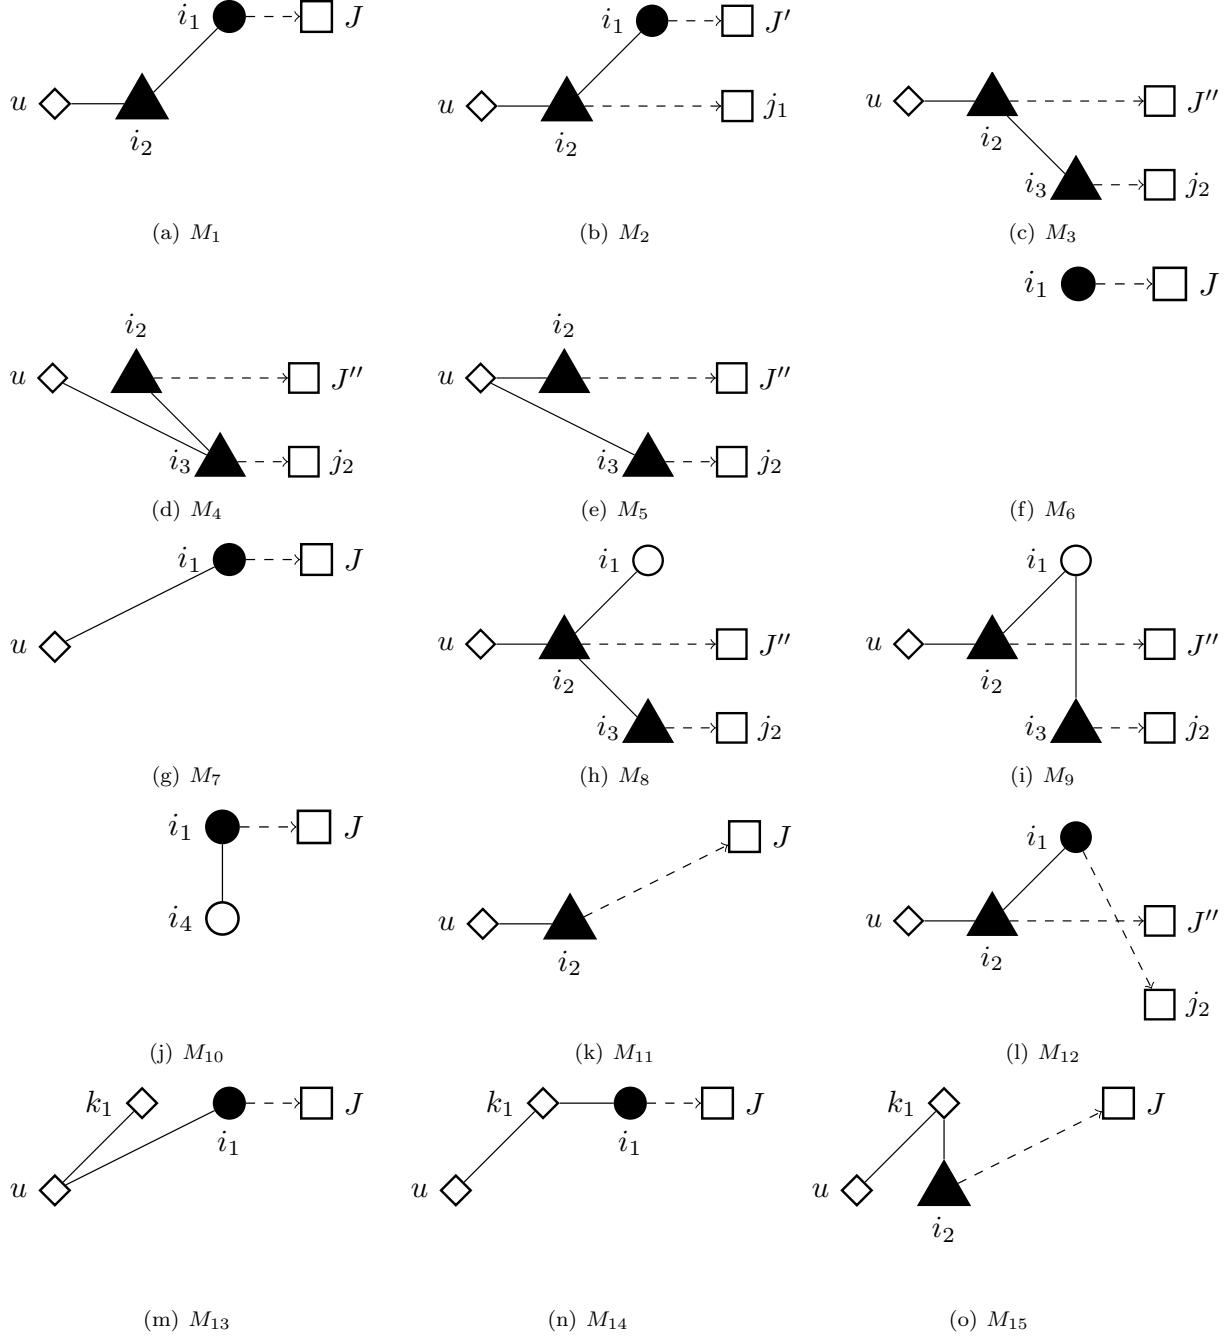 i₁ J
u
i₂
(a) M₁
i₁ J′
u j₁
i₂
(b) M₂
u J″
i₂
i₃ j₂
(c) M₃
i₂
u J″
i₃ j₂
(d) M₄
i₂
u J″
i₃ j₂
(e) M₅
i₁ J
(f) M₆
i₁ J
u
(g) M₇
i₁
u J″
i₂
i₃ j₂
(h) M₈
i₁
u J″
i₂
i₃ j₂
(i) M₉
i₁ J
i₄
(j) M₁₀
J
u
i₂
(k) M₁₁
i₁
u J″
i₂
j₂
(l) M₁₂
k₁ J
i₁
u
(m) M₁₃
k₁ J
i₁
u
(n) M₁₄
k₁ J
u
i₂
(o) M₁₅